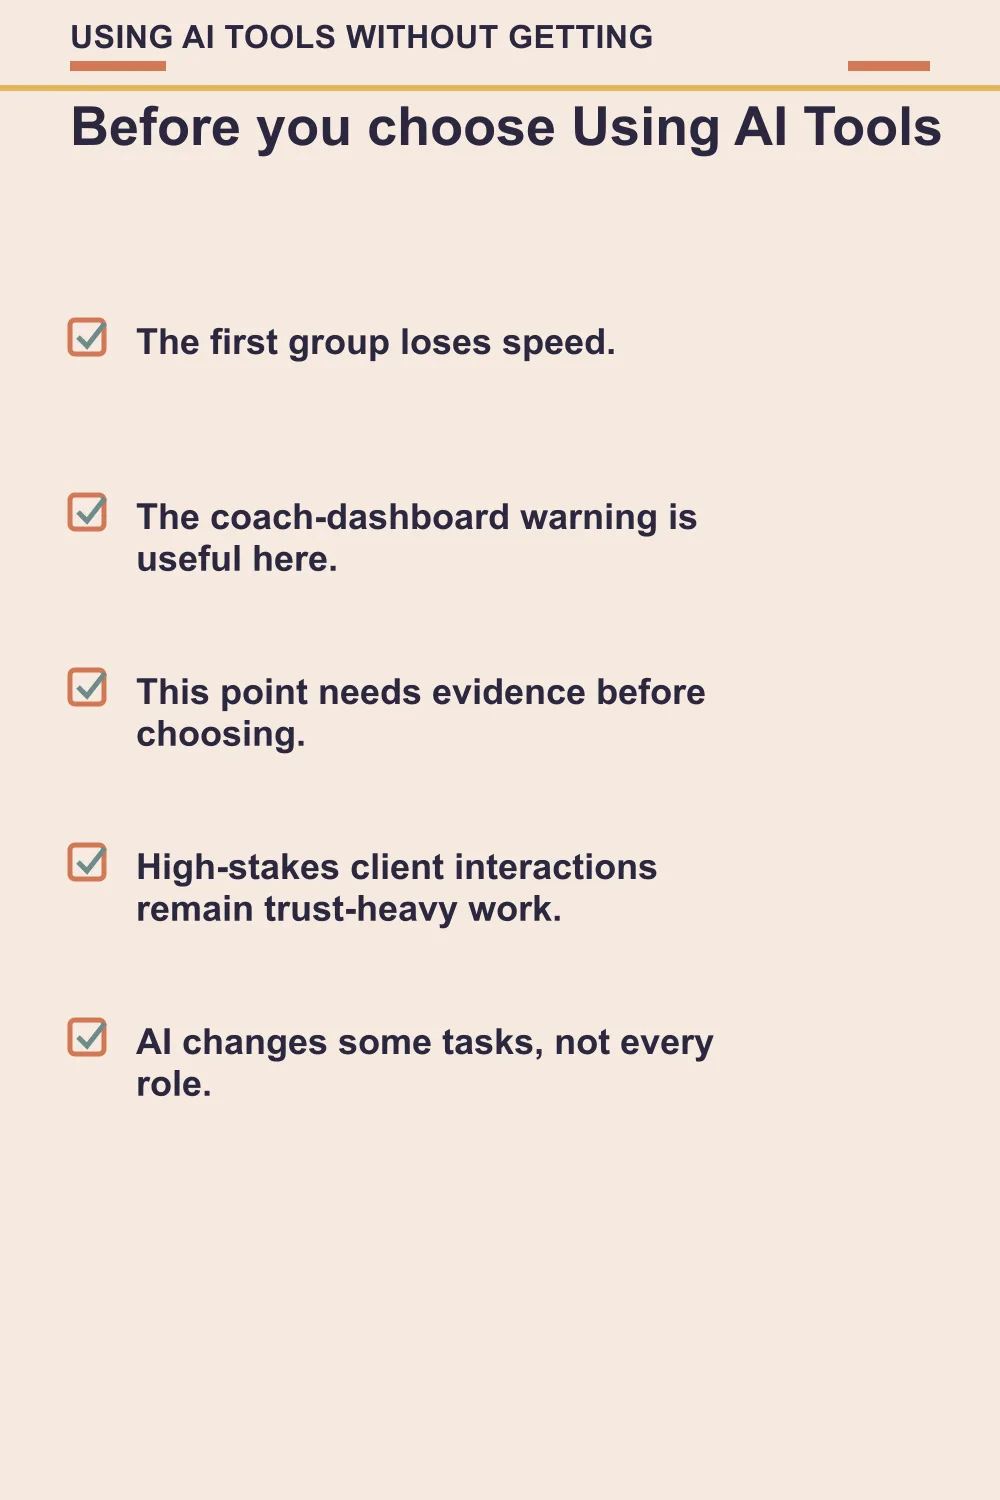 USING AI TOOLS WITHOUT GETTING
Before you choose Using AI Tools
The first group loses speed.
The coach-dashboard warning is
useful here.
This point needs evidence before
choosing.
High-stakes client interactions
remain trust-heavy work.
AI changes some tasks, not every
role.